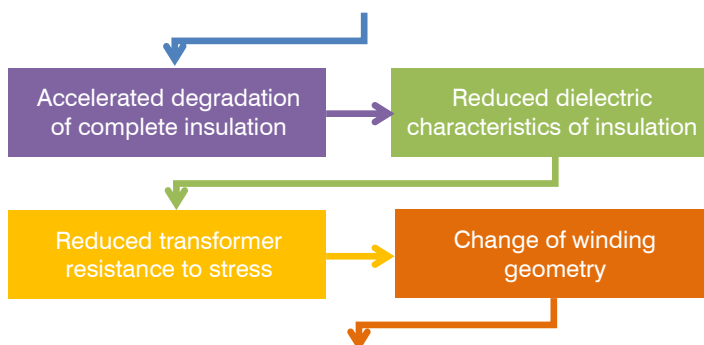 Accelerated degradation
of complete insulation
Reduced dielectric
characteristics of insulation
Reduced transformer
resistance to stress
Change of winding
geometry